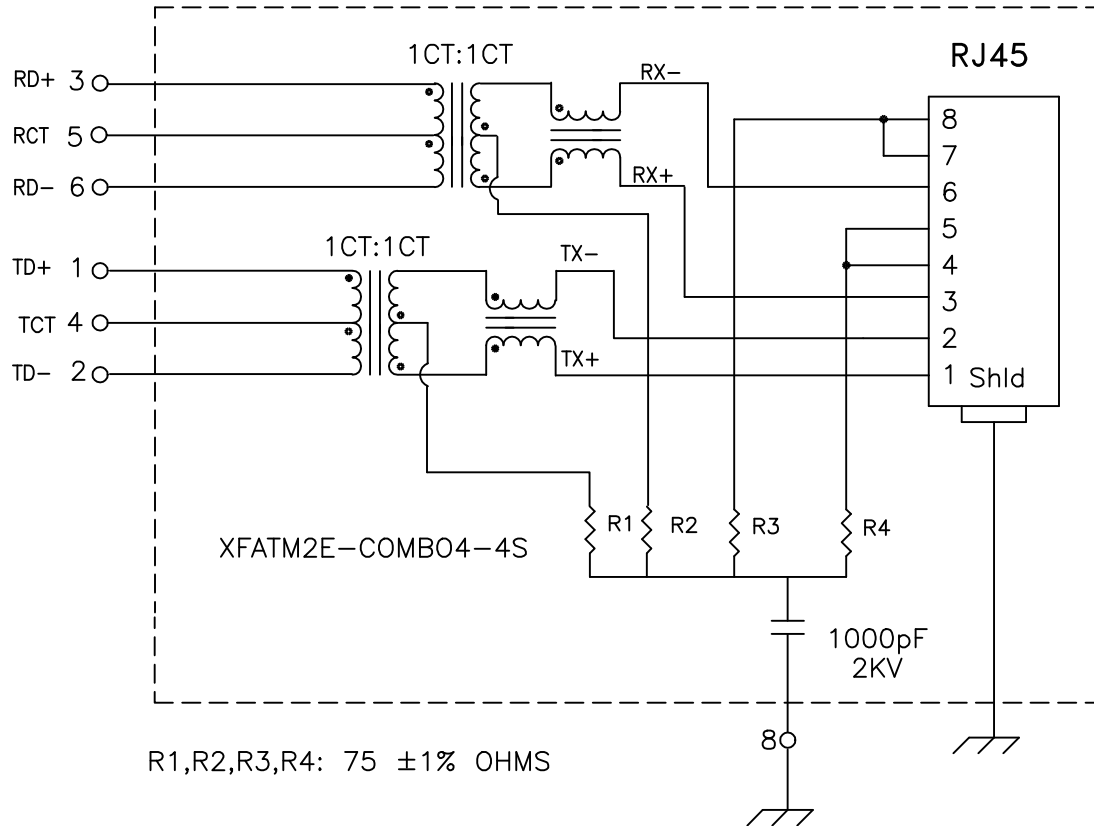 1CT:1CT
RJ45
RD+ 3
RCT 5
RD- 6
RX-
RX+
8
7
6
5
4
3
2
1 Shld
1CT:1CT
TD+ 1
TCT 4
TD- 2
TX-
TX+
R1
R2
R3
R4
XFATM2E-COMBO4-4S
1000pF
2KV
8
R1,R2,R3,R4: 75 ±1% OHMS